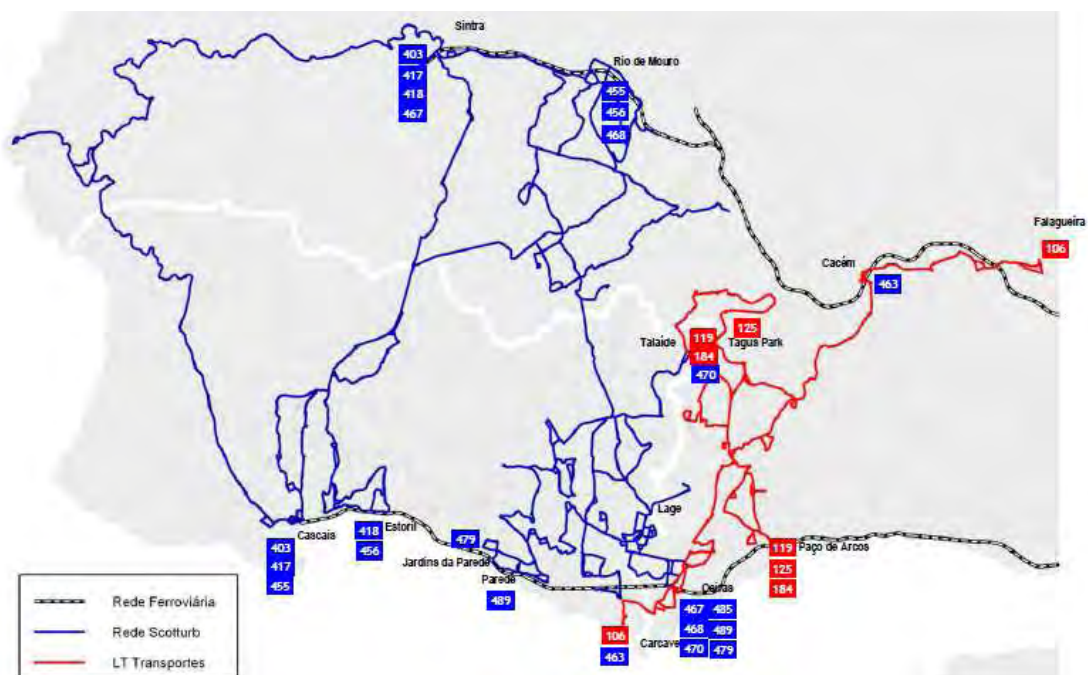 Sintra
403
417
418
467
Rio de Mouro
455
456
468
Falagueira
106
Cacém
463
Talaíde
119
184
470
125
Tagus Park
Lage
Cascais
403
417
455
Estoril
418
456
479
Jardins da Parede
Parede
489
119
125
184
Paço de Arcos
Oeiras
467
485
468
489
470
479
Carcave
106
463
Rede Ferroviária
Rede Scotturb
LT Transportes